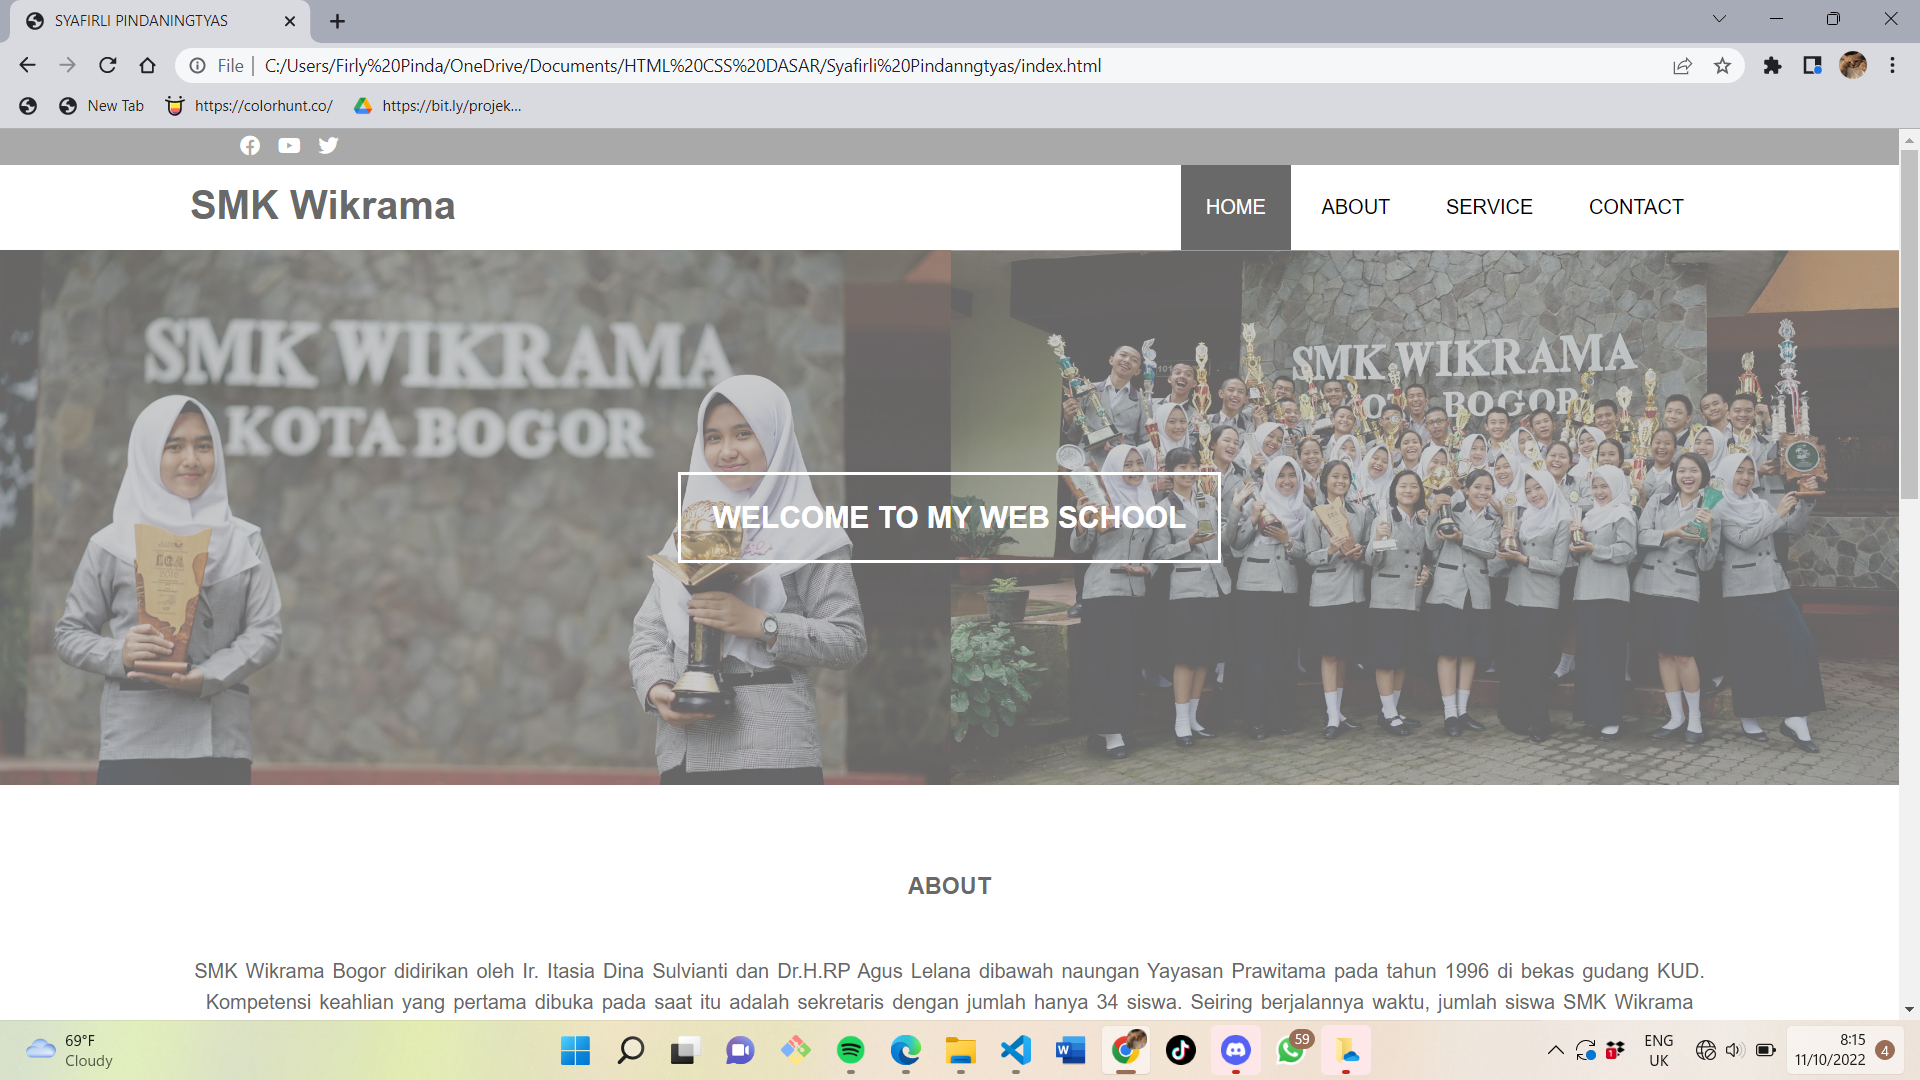 SYAFIRLI PINDANINGTYAS
File C:/Users/Firly%20Pinda/OneDrive/Documents/HTML%20CSS%20DASAR/Syafirli%20Pindanngtyas/index.html
New Tab https://colorhunt.co/ https://bit.ly/projek...
SMK Wikrama HOME ABOUT SERVICE CONTACT
SMK WIKRAMA
KOTA BOGOR
SMK WIKRAMA
BOGOR
WELCOME TO MY WEB SCHOOL
ABOUT
SMK Wikrama Bogor didirikan oleh Ir. Itasia Dina Sulvianti dan Dr.H.RP Agus Lelana dibawah naungan Yayasan Prawitama pada tahun 1996 di bekas gudang KUD.
Kompetensi keahlian yang pertama dibuka pada saat itu adalah sekretaris dengan jumlah hanya 34 siswa. Seiring berjalannya waktu, jumlah siswa SMK Wikrama
69°F
Cloudy
59
1
ENG
UK
8:15
11/10/2022
4